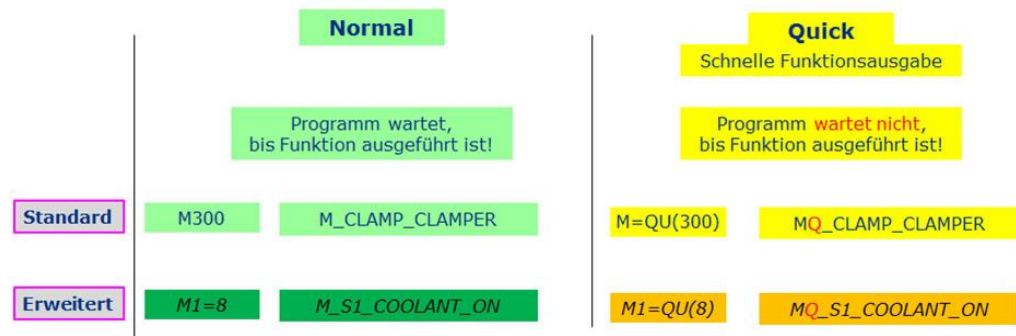 Normal
Quick
Schnelle Funktionsausgabe
Programm wartet,
bis Funktion ausgeführt ist!
Programm wartet nicht,
bis Funktion ausgeführt ist!
Standard
M300
M_CLAMP_CLAMPER
M=QU(300)
MQ_CLAMP_CLAMPER
Erweitert
M1=8
M_S1_COOLANT_ON
M1=QU(8)
MQ_S1_COOLANT_ON